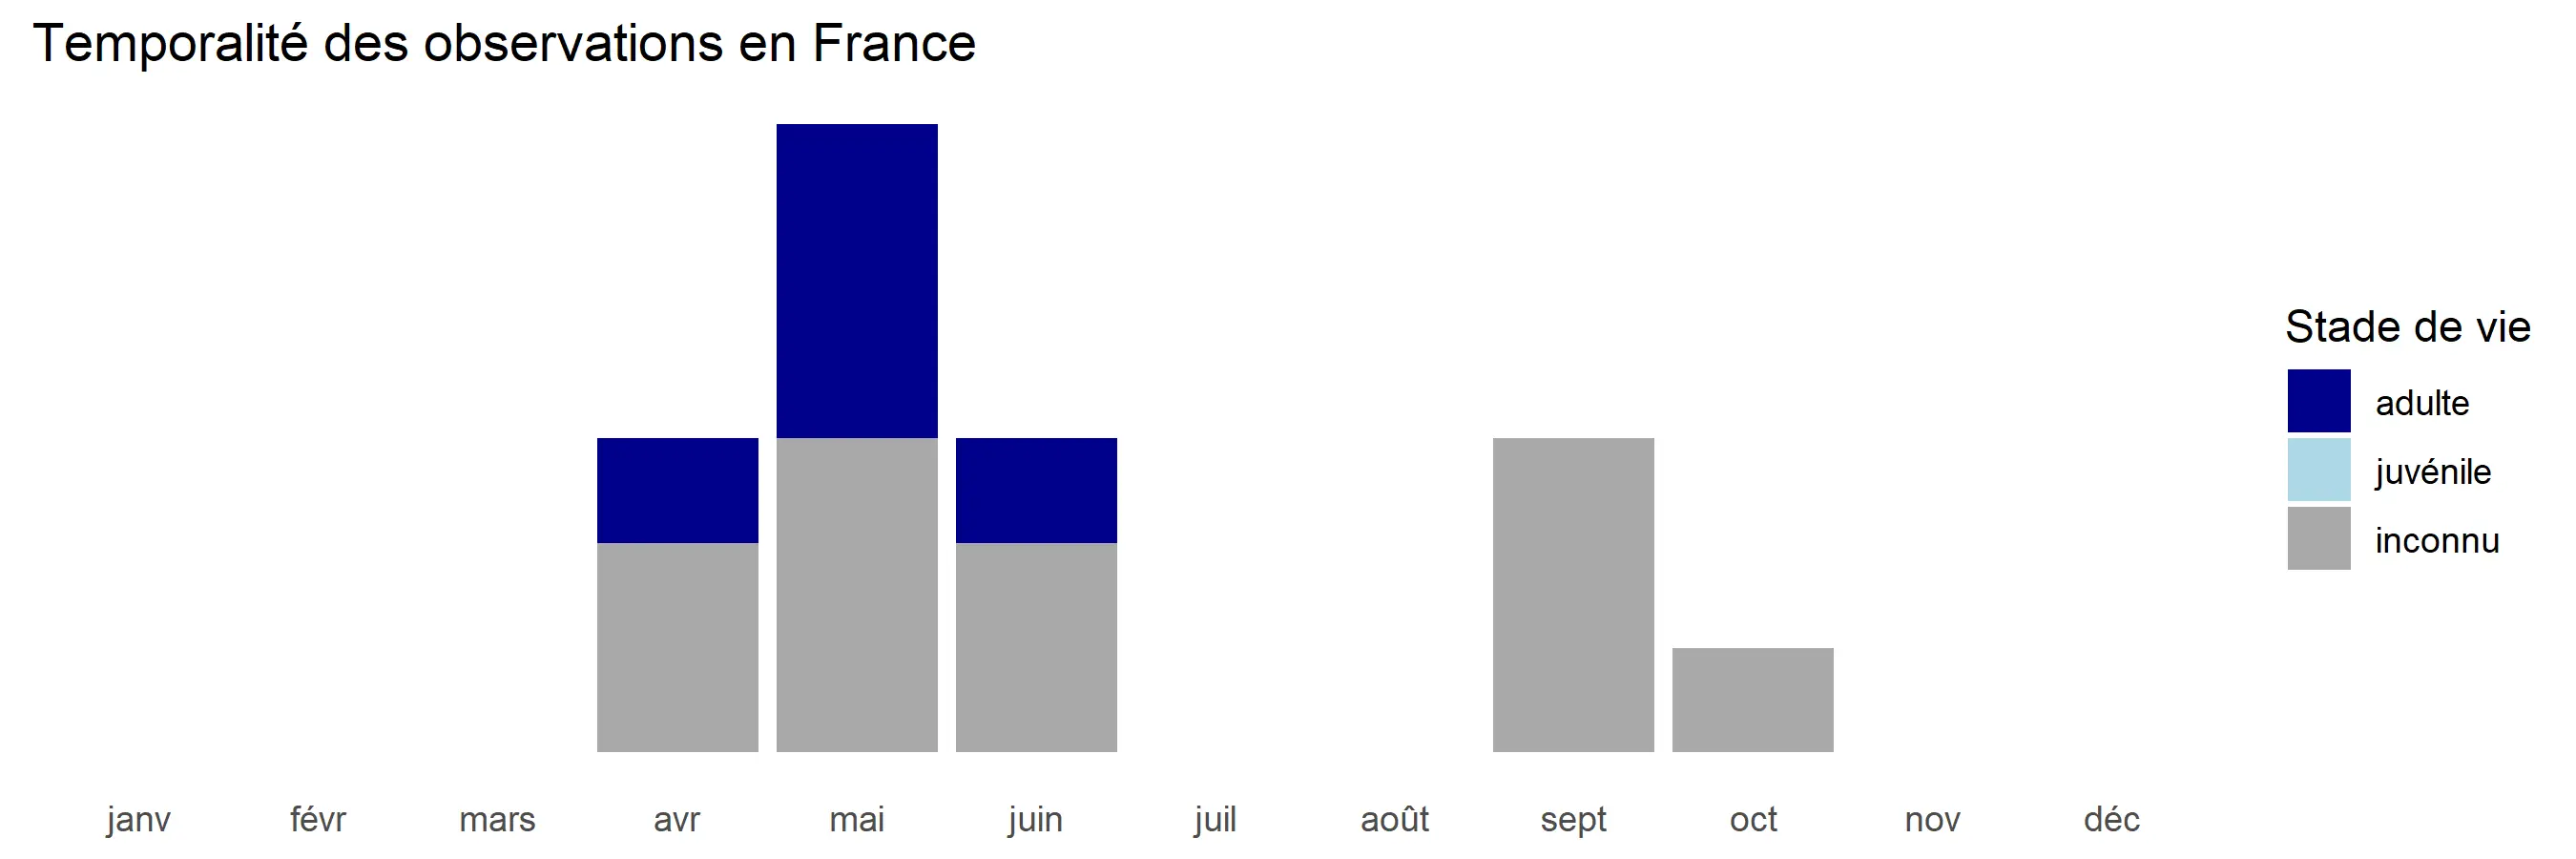 Temporalité des observations en France
Stade de vie
adulte
juvénile
inconnu
janv févr mars avr mai juin juil août sept oct nov déc